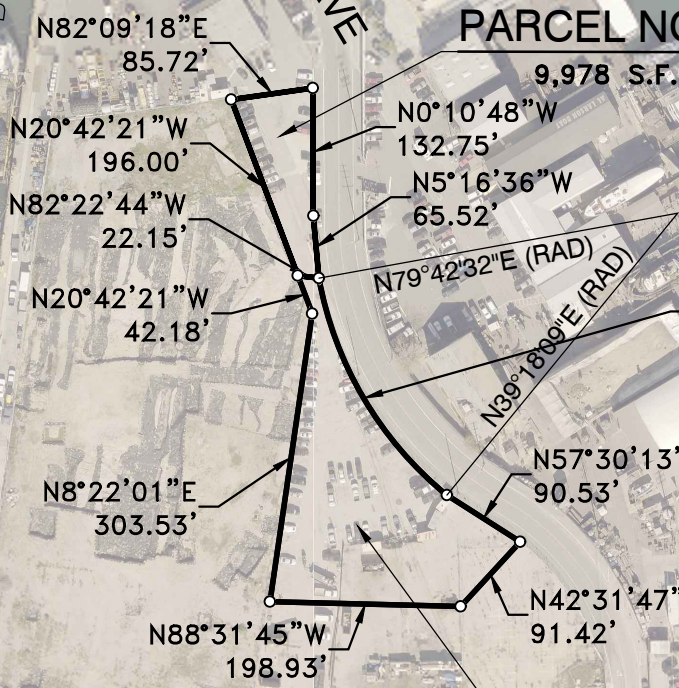 AVE
PARCEL NO
9,978 S.F.
N82°09'18"E
85.72'
N20°42'21"W
196.00'
N0°10'48"W
132.75'
N5°16'36"W
65.52'
N82°22'44"W
22.15'
N79°42'32"E (RAD)
N20°42'21"W
42.18'
N39°18'09"E (RAD)
N57°30'13"
90.53'
N8°22'01"E
303.53'
N42°31'47"
91.42'
N88°31'45"W
198.93'